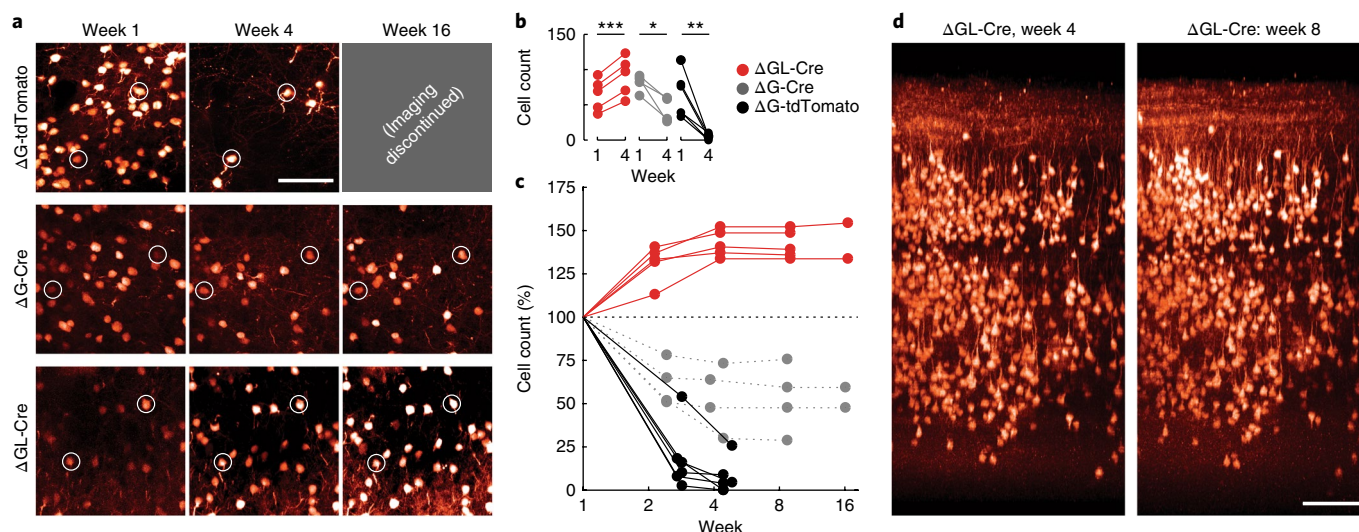 a
Week 1
Week 4
Week 16
ΔG-tdTomato
(Imaging
discontinued)
ΔG-Cre
ΔGL-Cre
b
***
*
**
150
Cell count
0
1
4
1
4
1
4
Week
ΔGL-Cre
ΔG-Cre
ΔG-tdTomato
c
175
150
125
100
75
50
25
0
Cell count (%)
1
2
4
8
16
Week
d
ΔGL-Cre, week 4
ΔGL-Cre: week 8